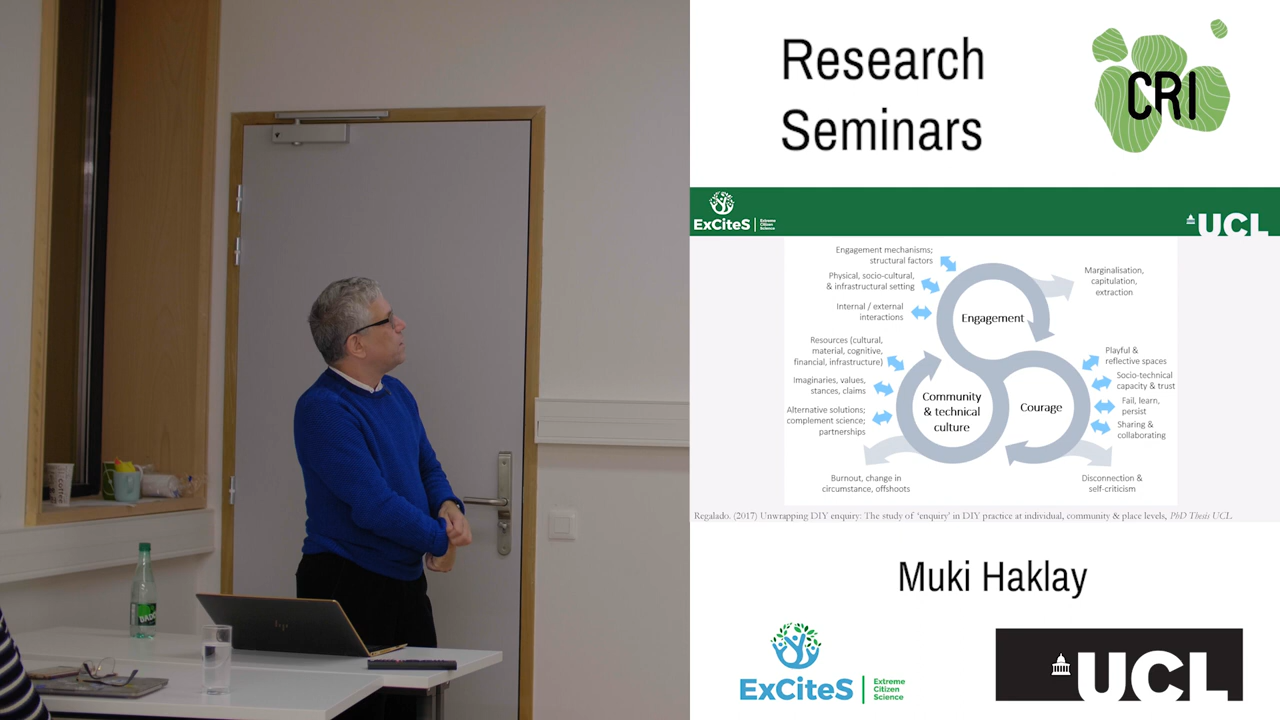 Research
Seminars
CRI
ExCiteS
Extreme
Citizen
Science
UCL
Engagement mechanisms;
structural factors
Physical, socio-cultural,
& infrastructural setting
Internal / external
interactions
Resources (cultural,
material, cognitive,
financial, infrastructure)
Imaginaries, values,
stances, claims
Alternative solutions;
complement science;
partnerships
Burnout, change in
circumstance, offshoots
Engagement
Community
& technical
culture
Courage
Marginalisation,
capitulation,
extraction
Playful &
reflective spaces
Socio-technical
capacity & trust
Fail, learn,
persist
Sharing &
collaborating
Disconnection &
self-criticism
Regalado. (2017) Unwrapping DIY enquiry: The study of 'enquiry' in DIY practice at individual, community & place levels, PhD Thesis UCL.
Muki Haklay
ExCiteS
Extreme
Citizen
Science
UCL
coffee
BADO
hp